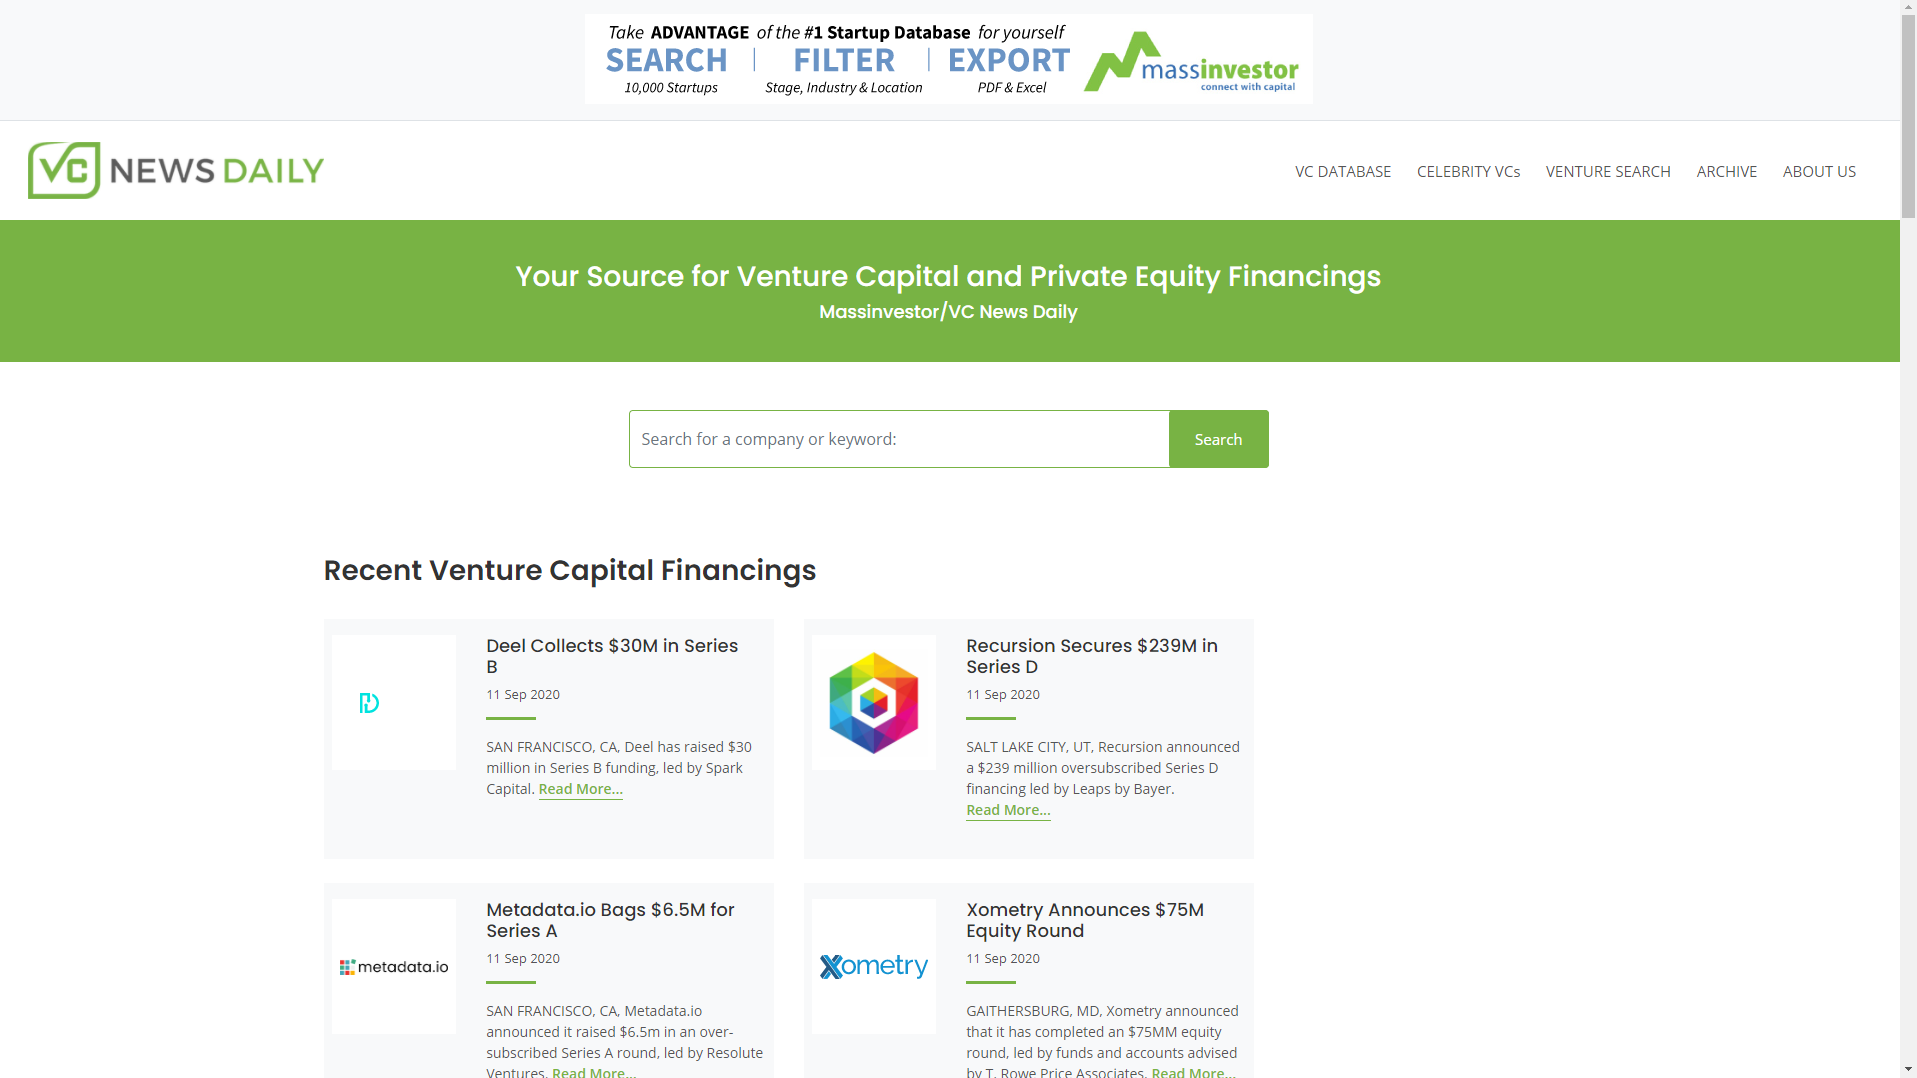 Take ADVANTAGE of the #1 Startup Database for yourself
SEARCH | FILTER | EXPORT
10,000 Startups Stage, Industry & Location PDF & Excel
massinvestor
connect with capital
VC NEWS DAILY
VC DATABASE CELEBRITY VCs VENTURE SEARCH ARCHIVE ABOUT US
Your Source for Venture Capital and Private Equity Financings
Massinvestor/VC News Daily
Search for a company or keyword: Search
Recent Venture Capital Financings
Deel Collects $30M in Series
B
11 Sep 2020
SAN FRANCISCO, CA, Deel has raised $30
million in Series B funding, led by Spark
Capital. Read More...
Recursion Secures $239M in
Series D
11 Sep 2020
SALT LAKE CITY, UT, Recursion announced
a $239 million oversubscribed Series D
financing led by Leaps by Bayer.
Read More...
metadata.io
Metadata.io Bags $6.5M for
Series A
11 Sep 2020
SAN FRANCISCO, CA, Metadata.io
announced it raised $6.5m in an over-
subscribed Series A round, led by Resolute
Ventures. Read More...
Xometry
Xometry Announces $75M
Equity Round
11 Sep 2020
GAITHERSBURG, MD, Xometry announced
that it has completed an $75MM equity
round, led by funds and accounts advised
by T. Rowe Price Associates. Read More...